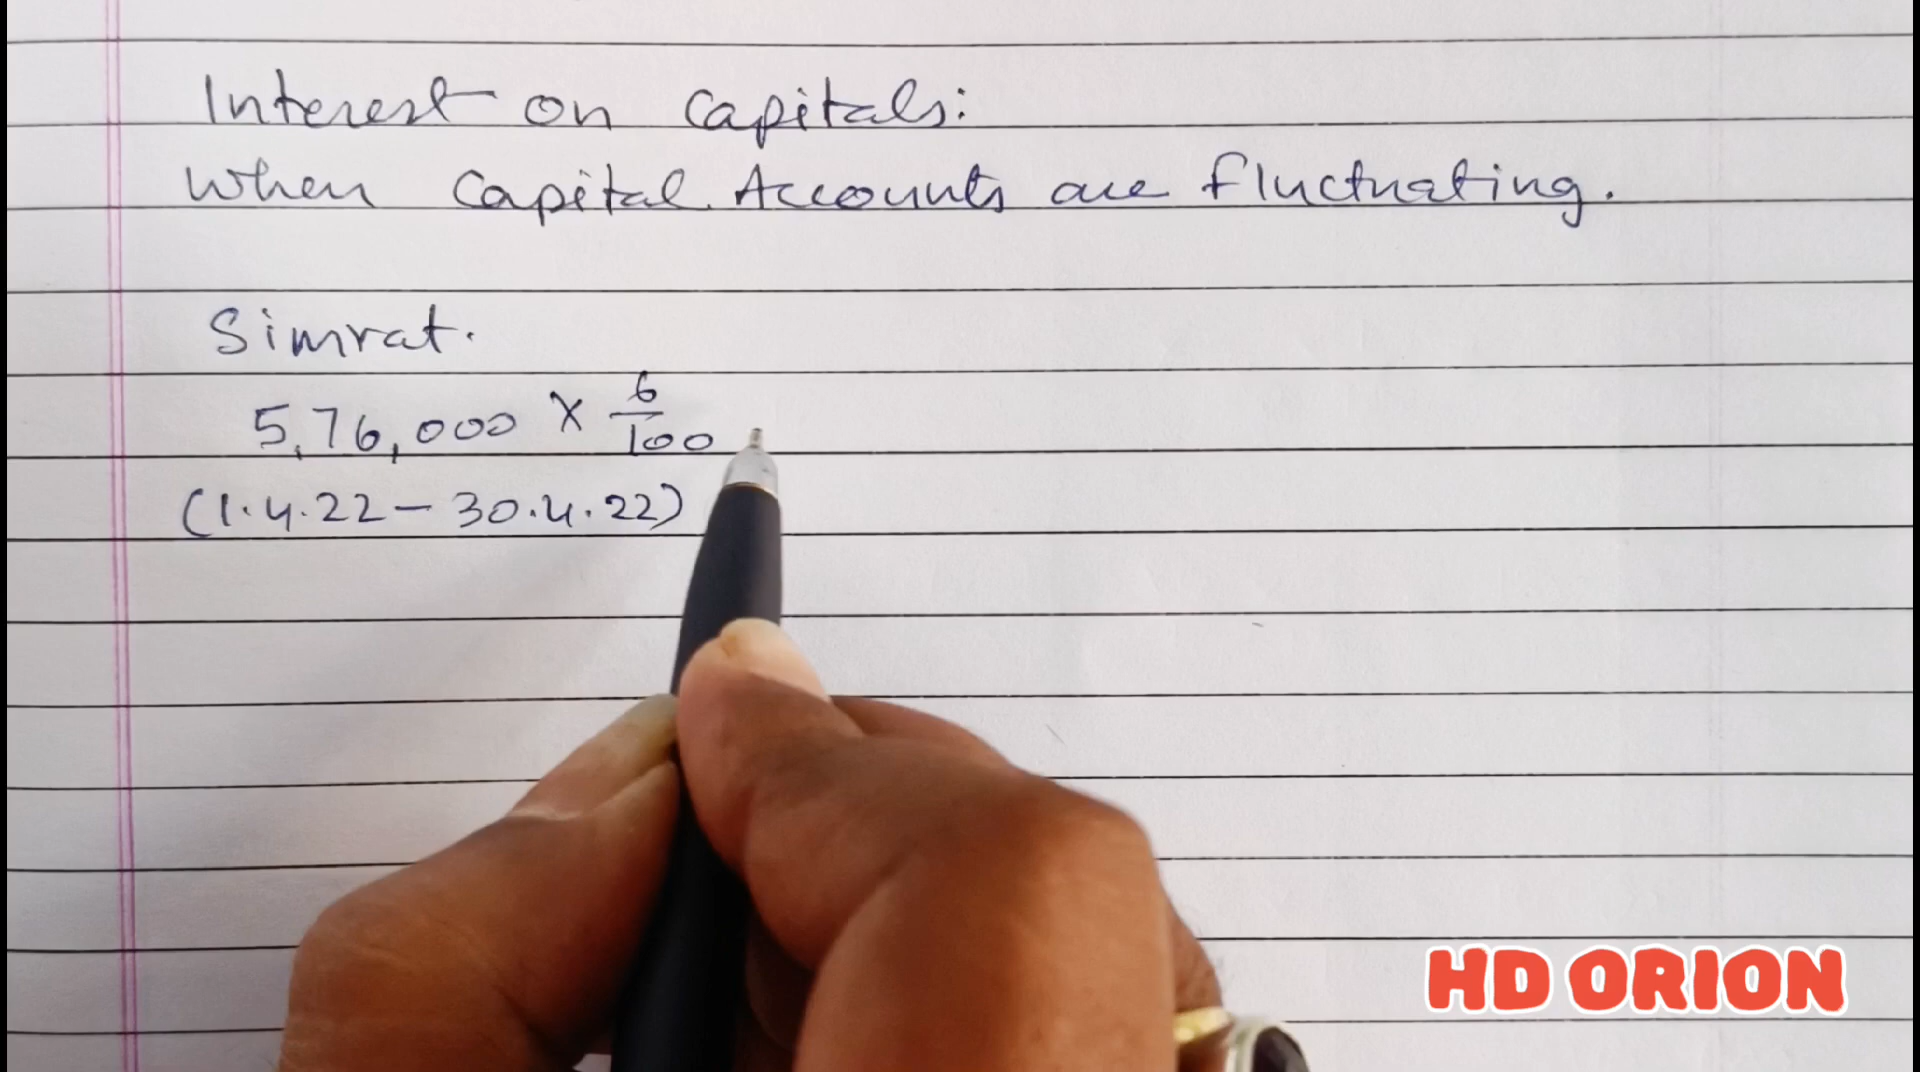 Interest on Capitals:
When Capital Accounts are fluctuating.
Simrat.
5,76,000 × 6/100
(1.4.22 – 30.4.22)
HD ORION